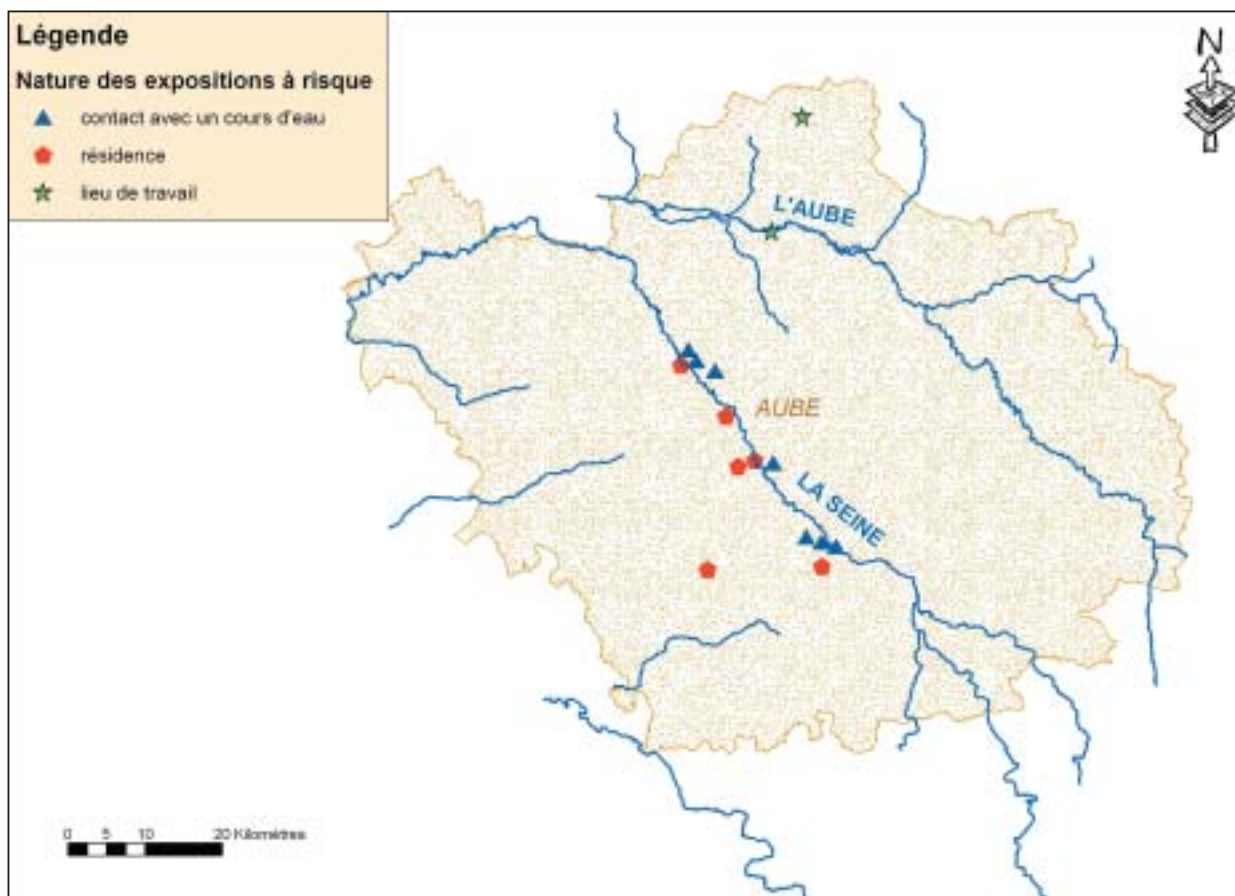 Légende
Nature des expositions à risque
contact avec un cours d'eau
résidence
lieu de travail
N
L'AUBE
AUBE
LA SEINE
0 5 10 20 Kilomètres